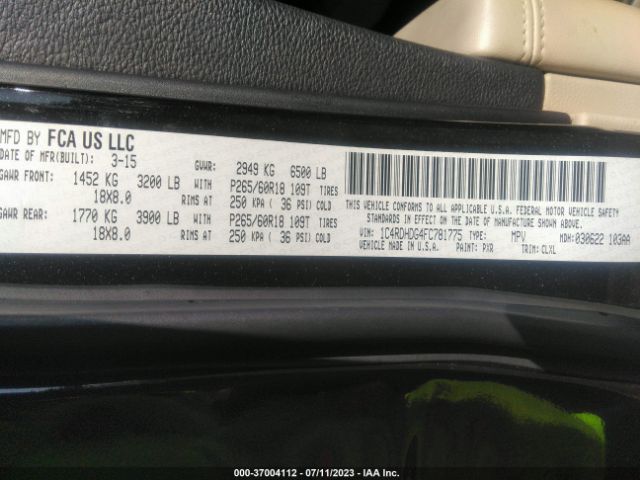 MFD BY FCA US LLC
DATE OF MFR(BUILT): 3-15 GVWR: 2949 KG 6500 LB
GAWR FRONT: 1452 KG 3200 LB WITH P265/60R18 109T TIRES
18X8.0 RIMS AT 250 KPA ( 36 PSI) COLD
GAWR REAR: 1770 KG 3900 LB WITH P265/60R18 109T TIRES
18X8.0 RIMS AT 250 KPA ( 36 PSI) COLD
THIS VEHICLE CONFORMS TO ALL APPLICABLE U.S.A. FEDERAL MOTOR VEHICLE SAFETY
STANDARDS IN EFFECT ON THE DATE OF MANUFACTURE SHOWN ABOVE.
VIN: 1C4RDHDG4FC781775 TYPE: MPV MDH: 030622 103AA
VEHICLE MADE IN U.S.A. PAINT: PXR TRIM: CLXL
000-37004112 - 07/11/2023 - IAA Inc.